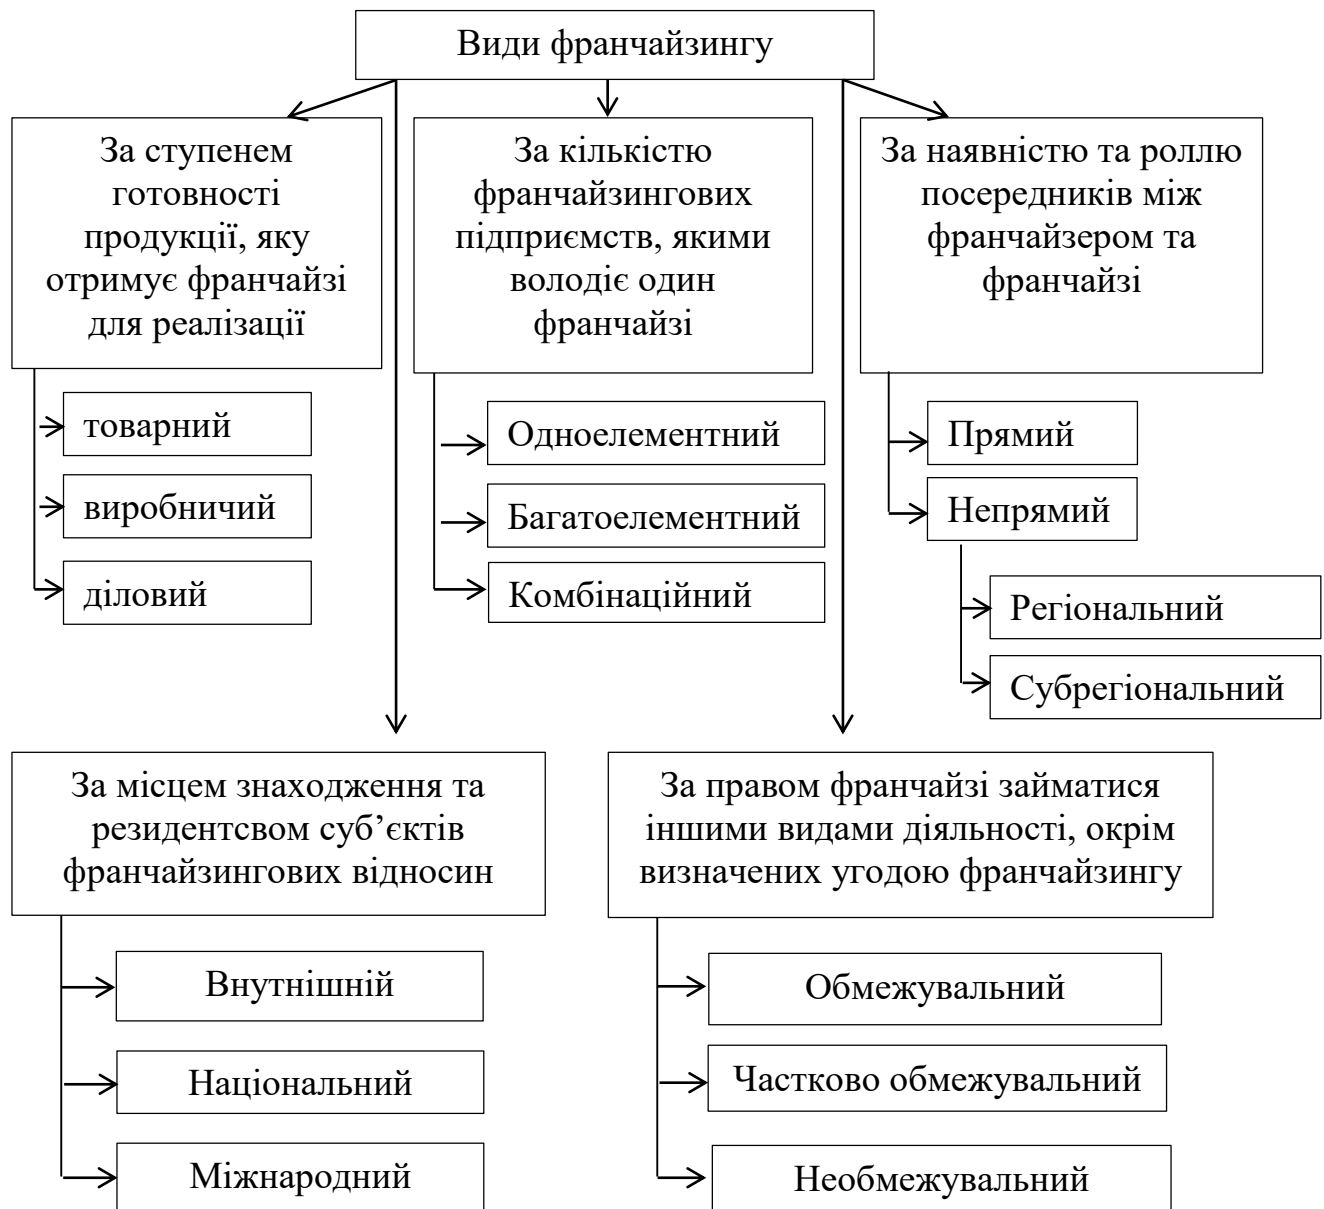 Види франчайзингу
За ступенем
готовності
продукції, яку
отримує франчайзі
для реалізації
товарний
виробничий
діловий
За кількістю
франчайзингових
підприємств, якими
володіє один
франчайзі
Одноелементний
Багатоелементний
Комбінаційний
За наявністю та роллю
посередників між
франчайзером та
франчайзі
Прямий
Непрямий
Регіональний
Субрегіональний
За місцем знаходження та
резидентсвом суб’єктів
франчайзингових відносин
Внутнішній
Національний
Міжнародний
За правом франчайзі займатися
іншими видами діяльності, окрім
визначених угодою франчайзингу
Обмежувальний
Частково обмежувальний
Необмежувальний